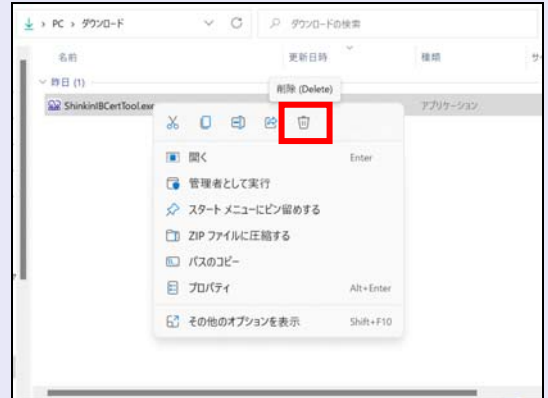 PC > ダウンロード
ダウンロードの検索
名前 更新日時 種類
昨日 (1)
削除 (Delete)
ShinkinIBCertTool.exe アプリケーション
開く Enter
管理者として実行
スタート メニューにピン留めする
ZIP ファイルに圧縮する
パスのコピー
プロパティ Alt+Enter
その他のオプションを表示 Shift+F10